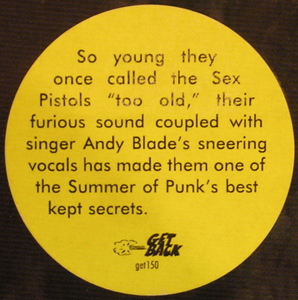 So young they
once called the Sex
Pistols "too old," their
furious sound coupled with
singer Andy Blade's sneering
vocals has made them one of
the Summer of Punk's best
kept secrets.
GET
BACK
get150